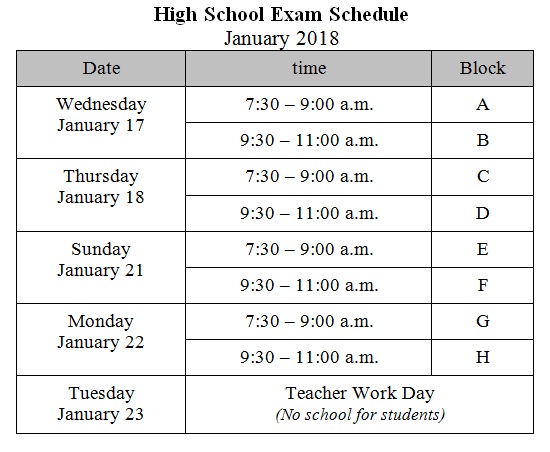 High School Exam Schedule
January 2018
Date time Block
Wednesday
January 17
7:30 – 9:00 a.m. A
9:30 – 11:00 a.m. B
Thursday
January 18
7:30 – 9:00 a.m. C
9:30 – 11:00 a.m. D
Sunday
January 21
7:30 – 9:00 a.m. E
9:30 – 11:00 a.m. F
Monday
January 22
7:30 – 9:00 a.m. G
9:30 – 11:00 a.m. H
Tuesday
January 23
Teacher Work Day
(No school for students)